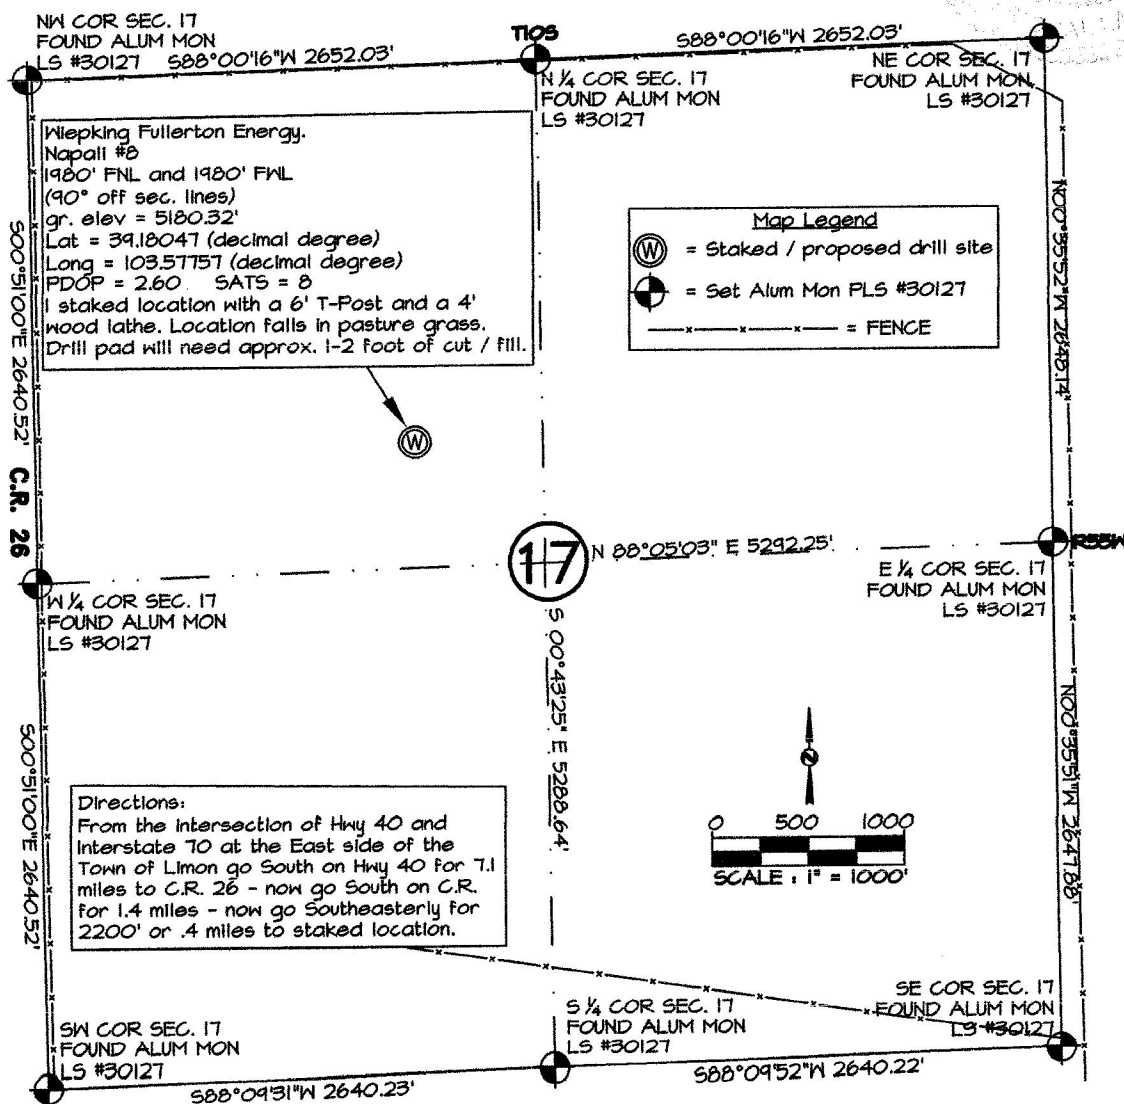 NW COR SEC. 17
FOUND ALUM MON
LS #30127
S88°00'16"W 2652.03'
T10S
S88°00'16"W 2652.03'
N 1/4 COR SEC. 17
FOUND ALUM MON
LS #30127
NE COR SEC. 17
FOUND ALUM MON
LS #30127
Wiepking Fullerton Energy.
Napali #8
1980' FNL and 1980' FWL
(90° off sec. lines)
gr. elev = 5180.32'
Lat = 39.18047 (decimal degree)
Long = 103.57757 (decimal degree)
PDOP = 2.60 SATS = 8
I staked location with a 6' T-Post and a 4'
wood lathe. Location falls in pasture grass.
Drill pad will need approx. 1-2 foot of cut / fill.
Map Legend
W = Staked / proposed drill site
= Set Alum Mon PLS #30127
= FENCE
S00°51'00"E 2640.52'
C.R. 26
N00°35'52"W 2648.14'
W
17
N 88°05'03" E 5292.25'
R55W
W 1/4 COR SEC. 17
FOUND ALUM MON
LS #30127
E 1/4 COR SEC. 17
FOUND ALUM MON
LS #30127
S 00°43'25" E 5288.64'
S00°51'00"E 2640.52'
N00°35'51"W 2647.88'
N
Directions:
From the intersection of Hwy 40 and
Interstate 70 at the East side of the
Town of Limon go South on Hwy 40 for 7.1
miles to C.R. 26 - now go South on C.R.
for 1.4 miles - now go Southeasterly for
2200' or .4 miles to staked location.
0 500 1000
SCALE : 1" = 1000'
SW COR SEC. 17
FOUND ALUM MON
LS #30127
S 1/4 COR SEC. 17
FOUND ALUM MON
LS #30127
SE COR SEC. 17
FOUND ALUM MON
LS #30127
S88°09'31"W 2640.23'
S88°09'52"W 2640.22'